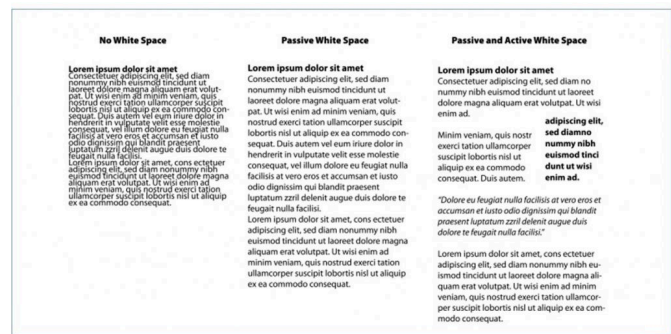 No White Space
Lorem ipsum dolor sit amet
Consectetuer adipiscing elit, sed diam
nonummy nibh euismod tincidunt ut
laoreet dolore magna aliquam erat volut-
pat. Ut wisi enim ad minim veniam, quis
nostrud exerci tation ullamcorper suscipit
lobortis nisl ut aliquip ex ea commodo con-
sequat. Duis autem vel eum iriure dolor in
hendrerit in vulputate velit esse molestie
consequat, vel illum dolore eu feugiat nulla
facilisis at vero eros et accumsan et iusto
odio dignissim qui blandit praesent
luptatum zzril delenit augue duis dolore te
feugait nulla facilisi.
Lorem ipsum dolor sit amet, cons ectetuer
adipiscing elit, sed diam nonummy nibh
euismod tincidunt ut laoreet dolore magna
aliquam erat volutpat. Ut wisi enim ad
minim veniam, quis nostrud exerci tation
ullamcorper suscipit lobortis nisl ut aliquip
ex ea commodo consequat.
Passive White Space
Lorem ipsum dolor sit amet
Consectetuer adipiscing elit, sed diam
nonummy nibh euismod tincidunt ut
laoreet dolore magna aliquam erat volut-
pat. Ut wisi enim ad minim veniam, quis
nostrud exerci tation ullamcorper suscipit
lobortis nisl ut aliquip ex ea commodo con-
sequat. Duis autem vel eum iriure dolor in
hendrerit in vulputate velit esse molestie
consequat, vel illum dolore eu feugiat nulla
facilisis at vero eros et accumsan et iusto
odio dignissim qui blandit praesent
luptatum zzril delenit augue duis dolore te
feugait nulla facilisi.
Lorem ipsum dolor sit amet, cons ectetuer
adipiscing elit, sed diam nonummy nibh
euismod tincidunt ut laoreet dolore magna
aliquam erat volutpat. Ut wisi enim ad
minim veniam, quis nostrud exerci tation
ullamcorper suscipit lobortis nisl ut aliquip
ex ea commodo consequat.
Passive and Active White Space
Lorem ipsum dolor sit amet
Consectetuer adipiscing elit, sed diam no
nummy nibh euismod tincidunt ut laoreet
dolore magna aliquam erat volutpat. Ut wisi
enim ad.
Minim veniam, quis nostr
exerci tation ullamcorper
suscipit lobortis nisl ut
aliquip ex ea commodo
consequat. Duis autem.
adipiscing elit,
sed diamno
nummy nibh
euismod tinci
dunt ut wisi
enim ad.
"Dolore eu feugiat nulla facilisis at vero eros et
accumsan et iusto odio dignissim qui blandit
praesent luptatum zzril delenit augue duis
dolore te feugait nulla facilisi."
Lorem ipsum dolor sit amet, cons ectetuer
adipiscing elit, sed diam nonummy nibh eu-
ismod tincidunt ut laoreet dolore magna ali-
quam erat volutpat. Ut wisi enim ad minim
veniam, quis nostrud exerci tation ullamcor-
per suscipit lobortis nisl ut aliquip ex ea com-
modo consequat.